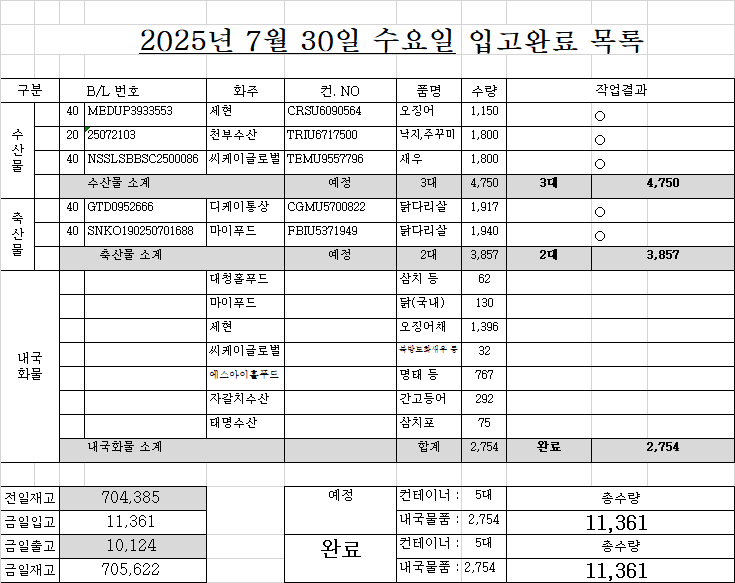 2025년 7월 30일 수요일 입고완료 목록
구분 B/L 번호 화주 컨. NO 품명 수량 작업결과
수산물
40 MEDUP3933553 세현 CRSU6090564 오징어 1,150 ○
20 25072103 천부수산 TRIU6717500 낙지,주꾸미 1,800 ○
40 NSSLSBBSC2500086 씨케이글로벌 TEMU9557796 새우 1,800 ○
수산물 소계 예정 3대 4,750 3대 4,750
축산물
40 GTD0952666 디케이통상 CGMU5700822 닭다리살 1,917 ○
40 SNKO190250701688 마이푸드 FBIU5371949 닭다리살 1,940 ○
축산물 소계 예정 2대 3,857 2대 3,857
내국
화물
대청홀푸드 삼치 등 62
마이푸드 닭(국내) 130
세현 오징어채 1,396
씨케이글로벌 등 32
에스아이홀푸드 명태 등 767
자갈치수산 간고등어 292
태명수산 삼치포 75
내국화물 소계 합계 2,754 완료 2,754
전일재고 704,385 예정 컨테이너 : 5대 총수량
금일입고 11,361 내국물품 : 2,754 11,361
금일출고 10,124 완료 컨테이너 : 5대 총수량
금일재고 705,622 내국물품 : 2,754 11,361